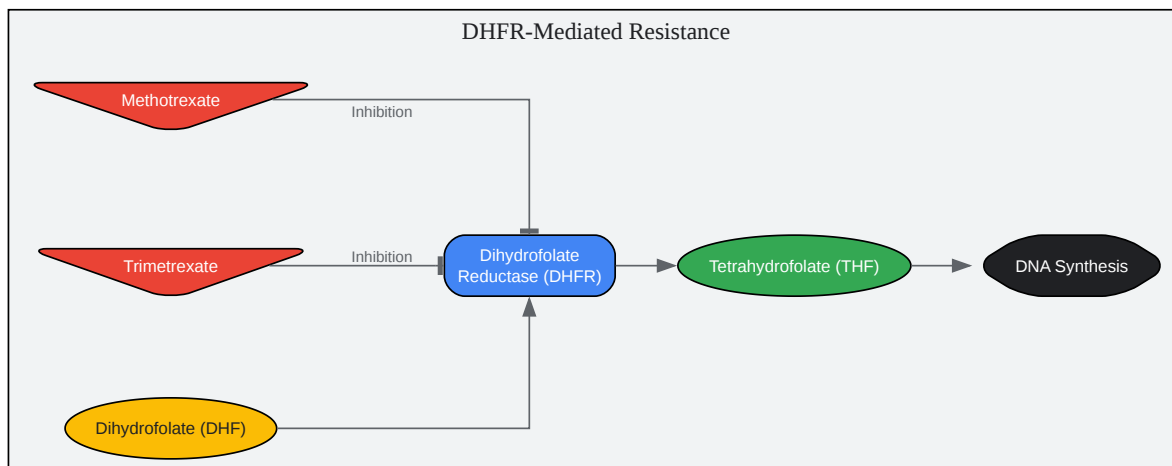 DHFR-Mediated Resistance
Methotrexate
Inhibition
Trimetrexate
Inhibition
Dihydrofolate
Reductase (DHFR)
Tetrahydrofolate (THF)
DNA Synthesis
Dihydrofolate (DHF)